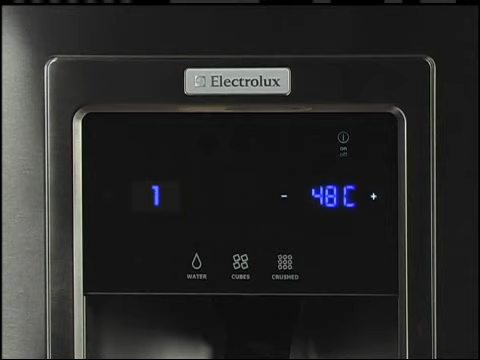 Electrolux
on
off
1 - 48C +
WATER CUBES CRUSHED